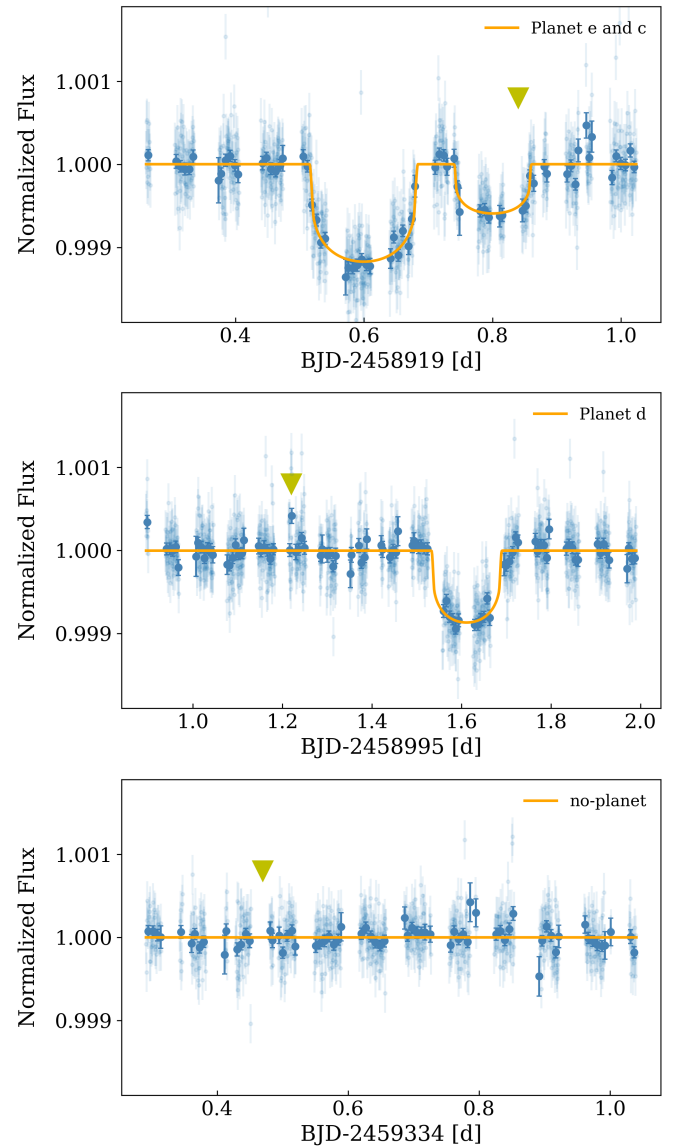 Planet e and c
1.001
1.000
0.999
Normalized Flux
0.4 0.6 0.8 1.0
BJD-2458919 [d]
Planet d
1.001
1.000
0.999
Normalized Flux
1.0 1.2 1.4 1.6 1.8 2.0
BJD-2458995 [d]
no-planet
1.001
1.000
0.999
Normalized Flux
0.4 0.6 0.8 1.0
BJD-2459334 [d]